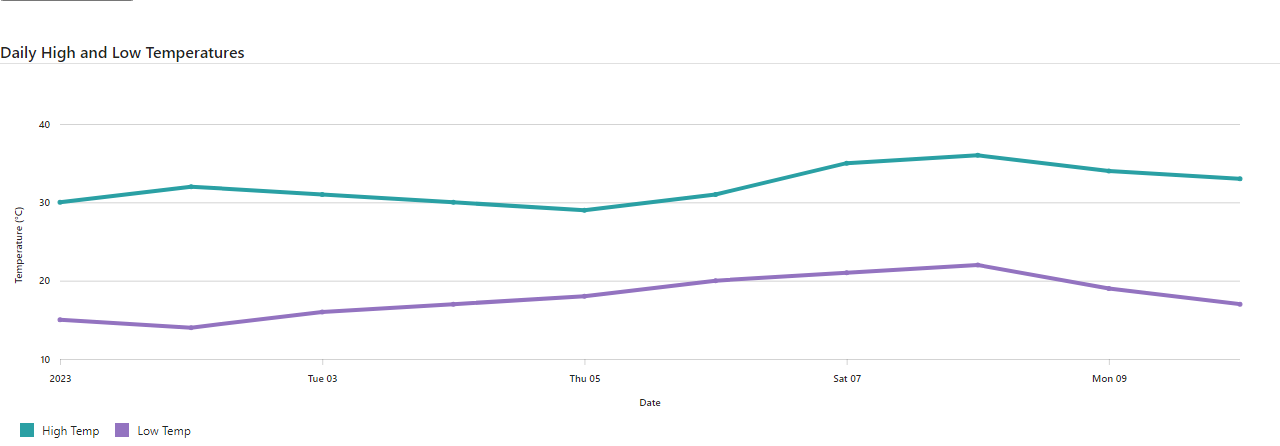 Daily High and Low Temperatures
40
30
20
10
Temperature (°C)
2023
Tue 03
Thu 05
Sat 07
Mon 09
Date
High Temp
Low Temp